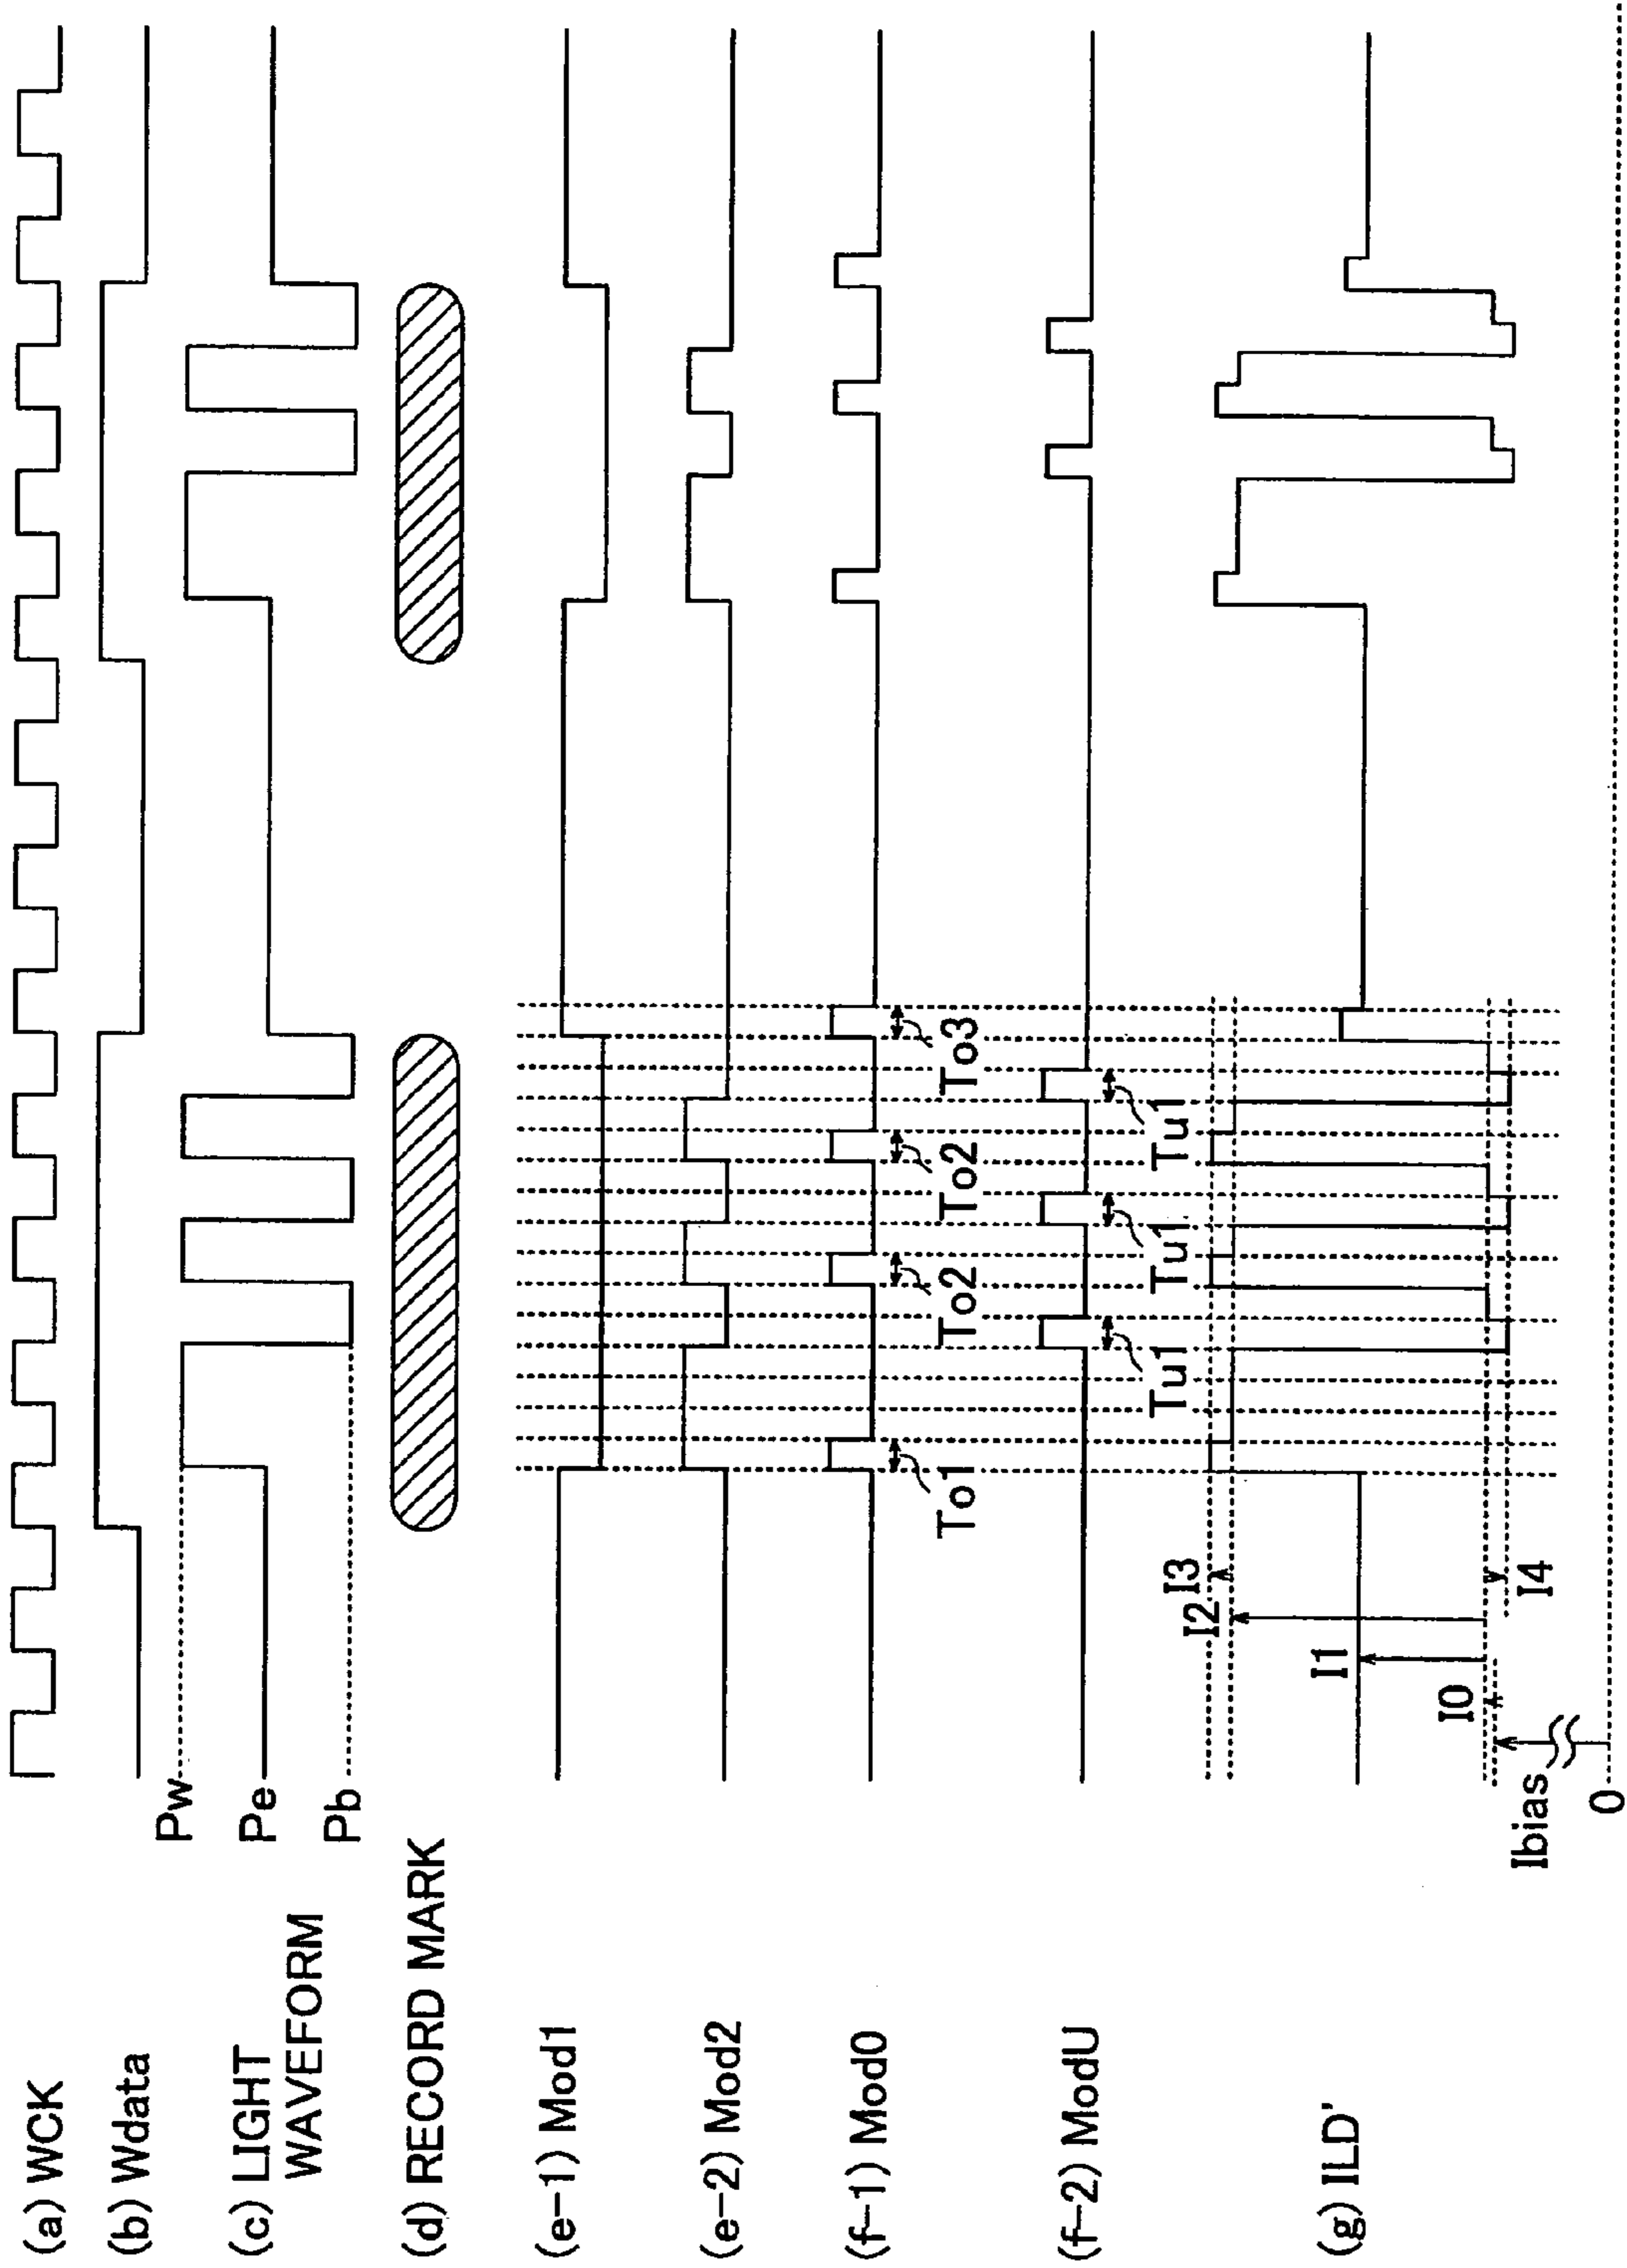 (a) WCK
(b) Wdata
(c) LIGHT
WAVEFORM
Pw
Pe
Pb
(d) RECORD MARK
(e-1) Mod1
(e-2) Mod2
(f-1) Mod0
To1
To2
To2
To3
(f-2) ModU
Tu1
Tu1
Tu1
(g) ILD'
I3
I2
I1
I0
I4
Ibias
0